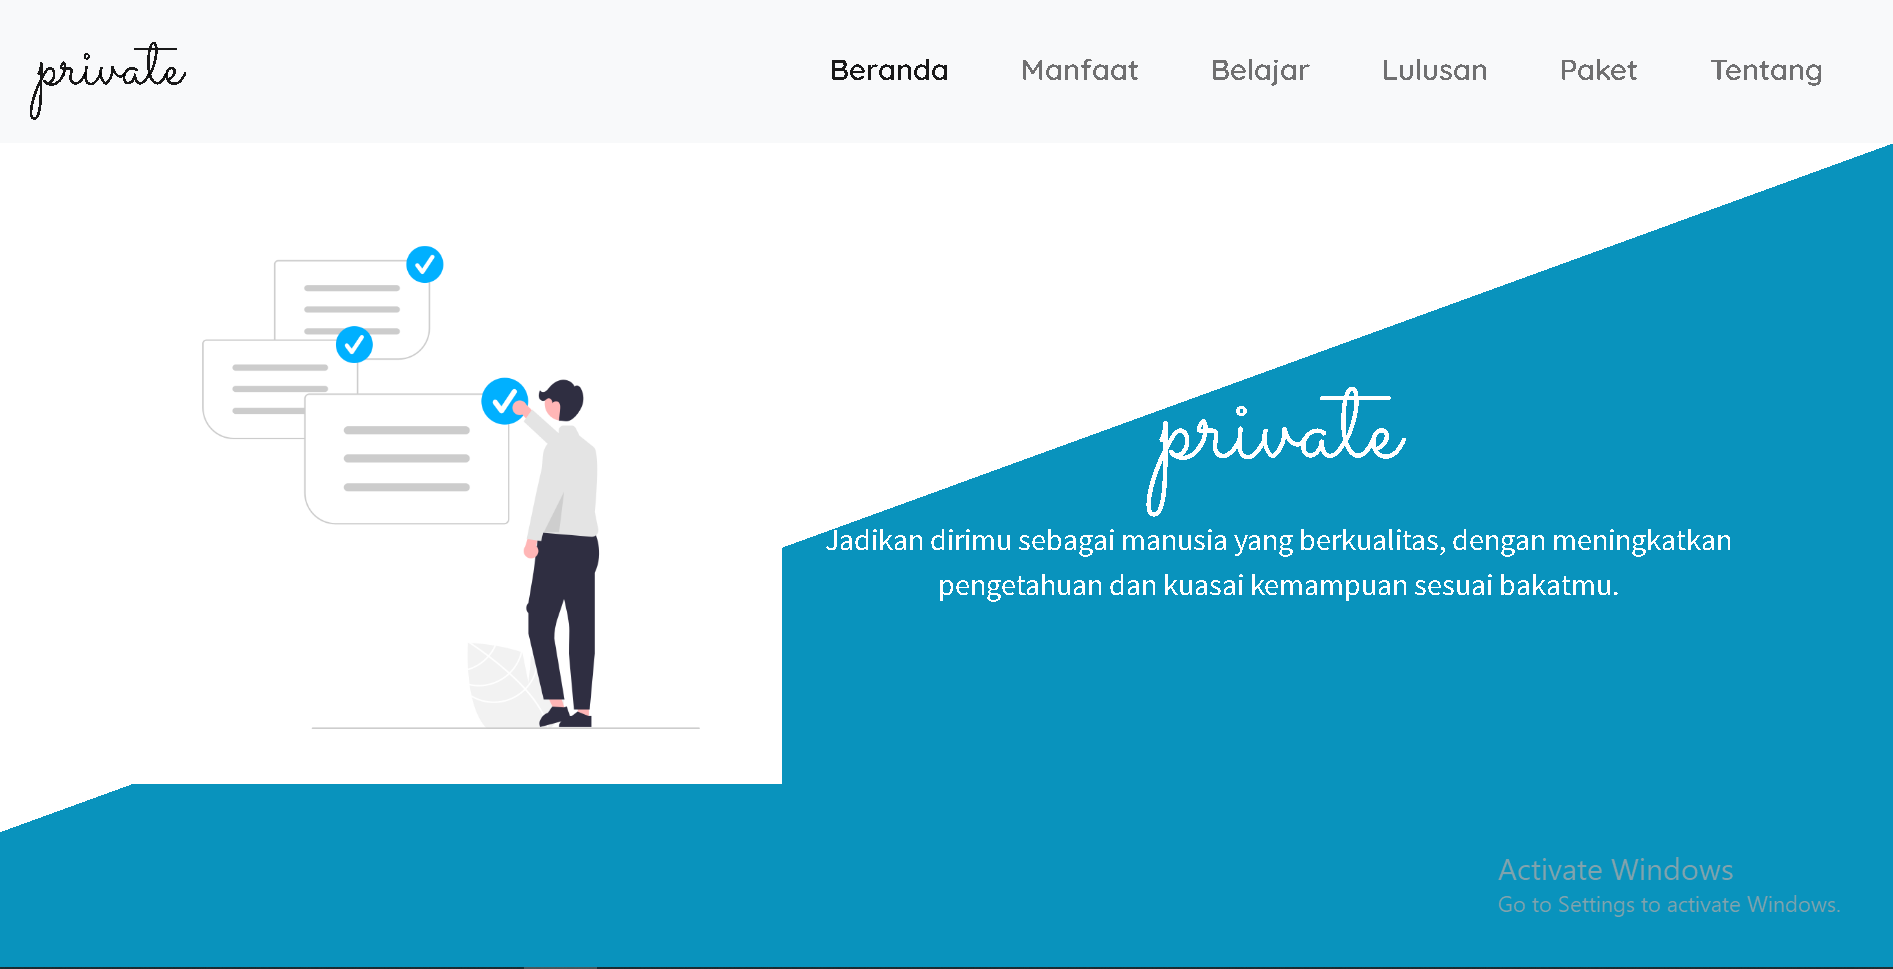 private
Beranda Manfaat Belajar Lulusan Paket Tentang
private
Jadikan dirimu sebagai manusia yang berkualitas, dengan meningkatkan
pengetahuan dan kuasai kemampuan sesuai bakatmu.
Activate Windows
Go to Settings to activate Windows.